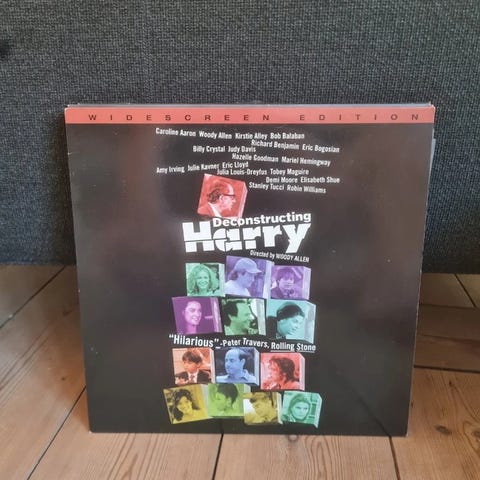 WIDESCREEN EDITION
Caroline Aaron Woody Allen Kirstie Alley Bob Balaban
Richard Benjamin Eric Bogosian
Billy Crystal Judy Davis
Hazelle Goodman Mariel Hemingway
Amy Irving Julie Kavner Eric Lloyd
Julia Louis-Dreyfus Tobey Maguire
Demi Moore Elisabeth Shue
Stanley Tucci Robin Williams
Deconstructing
Harry
Directed by WOODY ALLEN
"Hilarious" -Peter Travers, Rolling Stone